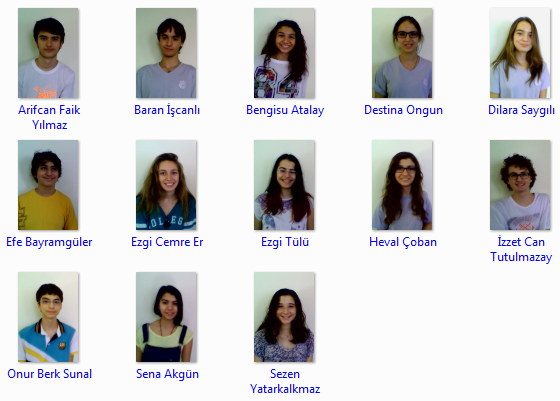 Arifcan Faik
Yılmaz
Baran İşcanlı
Bengisu Atalay
Destina Ongun
Dilara Saygılı
Efe Bayramgüler
Ezgi Cemre Er
Ezgi Tülü
Heval Çoban
İzzet Can
Tutulmazay
Onur Berk Sunal
Sena Akgün
Sezen
Yatarkalkmaz